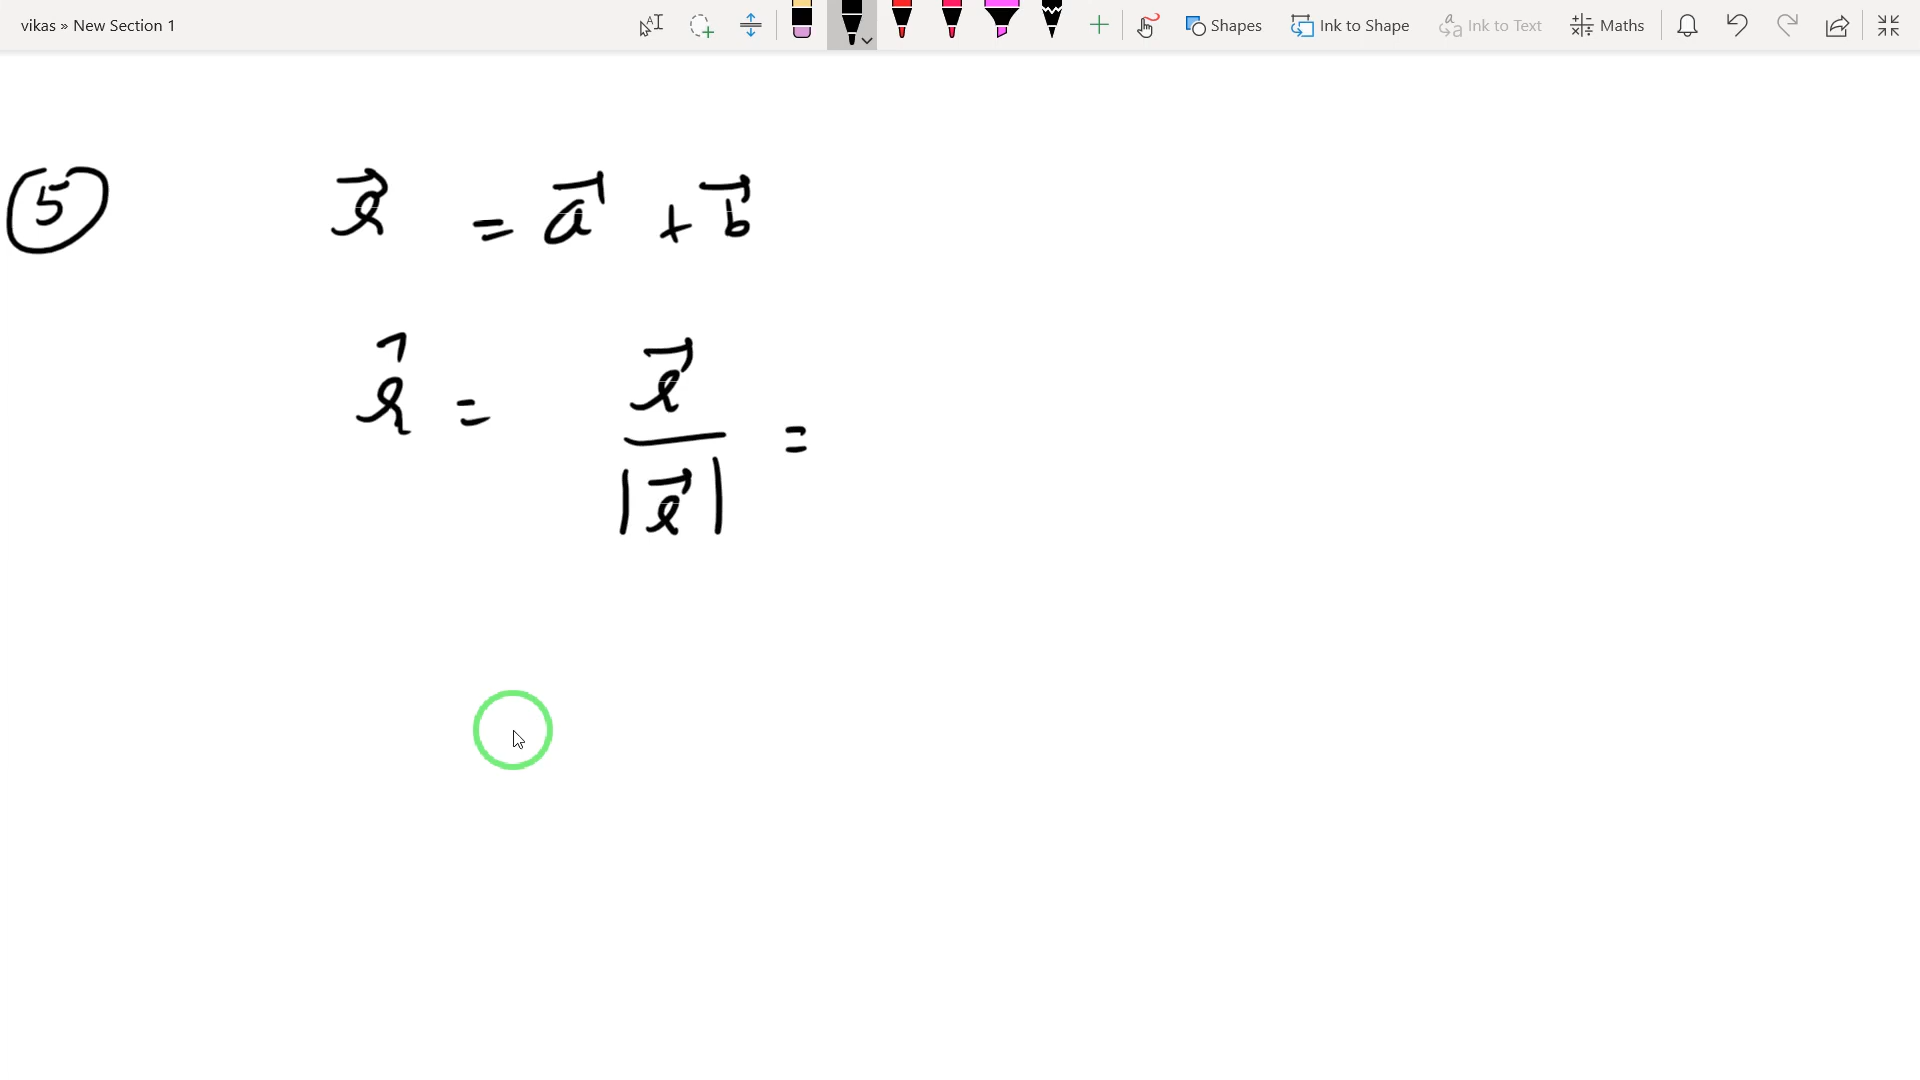 vikas » New Section 1
Shapes
Ink to Shape
Ink to Text
Maths
⑤ r⃗ = a⃗ + b⃗
r̂ = r⃗ / |r⃗| =